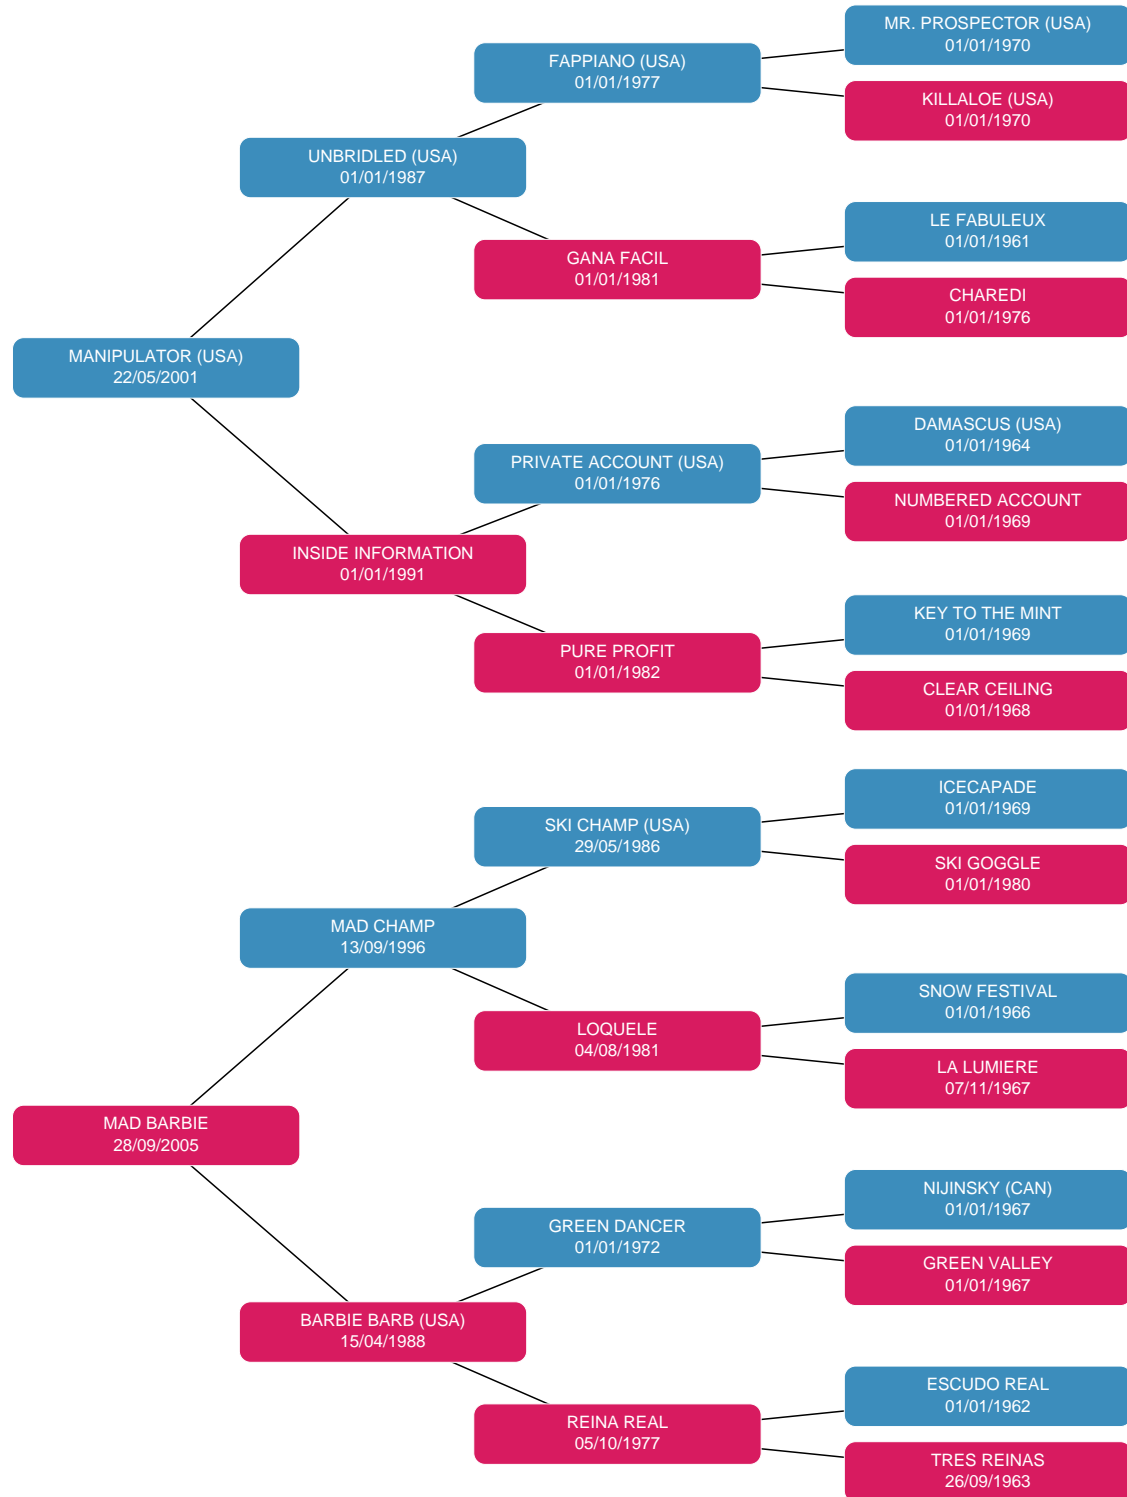 MR. PROSPECTOR (USA)
01/01/1970
FAPPIANO (USA)
01/01/1977
KILLALOE (USA)
01/01/1970
UNBRIDLED (USA)
01/01/1987
LE FABULEUX
01/01/1961
GANA FACIL
01/01/1981
CHAREDI
01/01/1976
MANIPULATOR (USA)
22/05/2001
DAMASCUS (USA)
01/01/1964
PRIVATE ACCOUNT (USA)
01/01/1976
NUMBERED ACCOUNT
01/01/1969
INSIDE INFORMATION
01/01/1991
KEY TO THE MINT
01/01/1969
PURE PROFIT
01/01/1982
CLEAR CEILING
01/01/1968
ICECAPADE
01/01/1969
SKI CHAMP (USA)
29/05/1986
SKI GOGGLE
01/01/1980
MAD CHAMP
13/09/1996
SNOW FESTIVAL
01/01/1966
LOQUELE
04/08/1981
LA LUMIERE
07/11/1967
MAD BARBIE
28/09/2005
NIJINSKY (CAN)
01/01/1967
GREEN DANCER
01/01/1972
GREEN VALLEY
01/01/1967
BARBIE BARB (USA)
15/04/1988
ESCUDO REAL
01/01/1962
REINA REAL
05/10/1977
TRES REINAS
26/09/1963